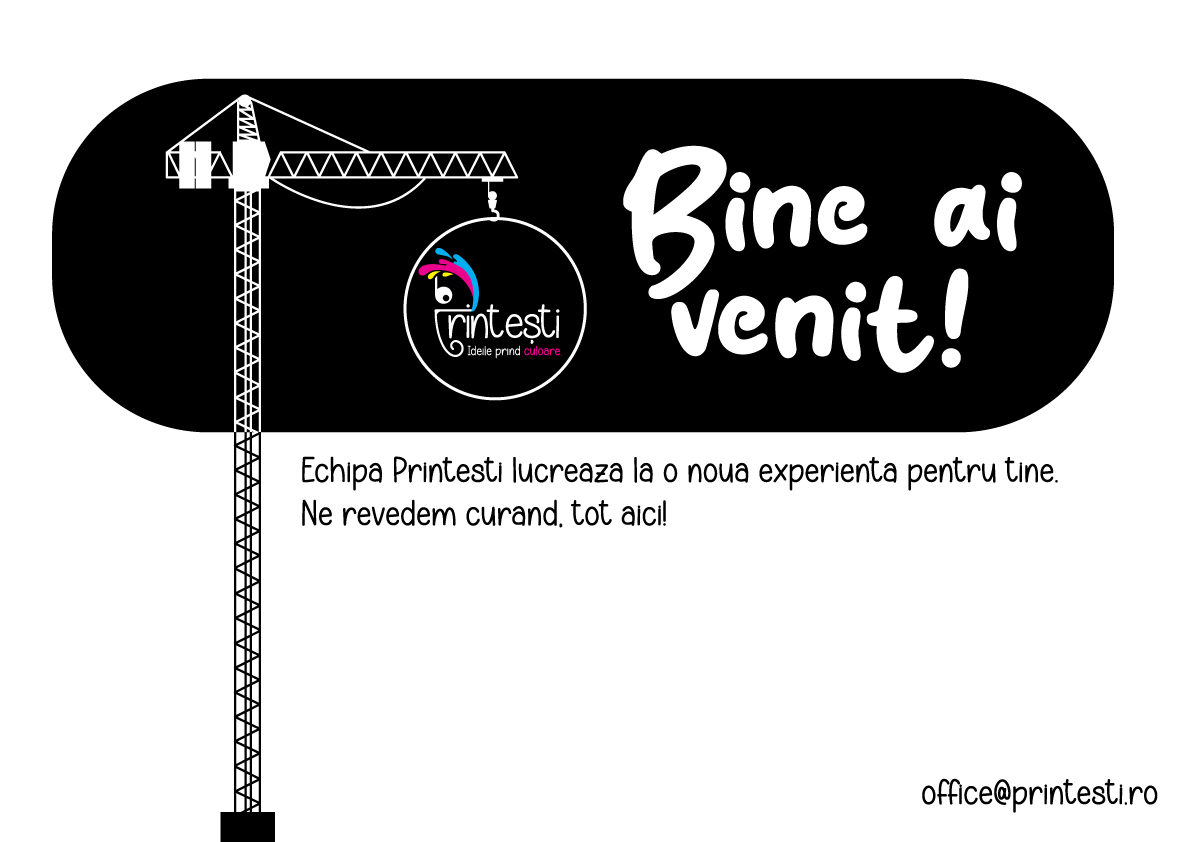 Bine ai
venit!
Printești
Ideile prind culoare.
Echipa Printesti lucreaza la o noua experienta pentru tine.
Ne revedem curand, tot aici!
office@printesti.ro